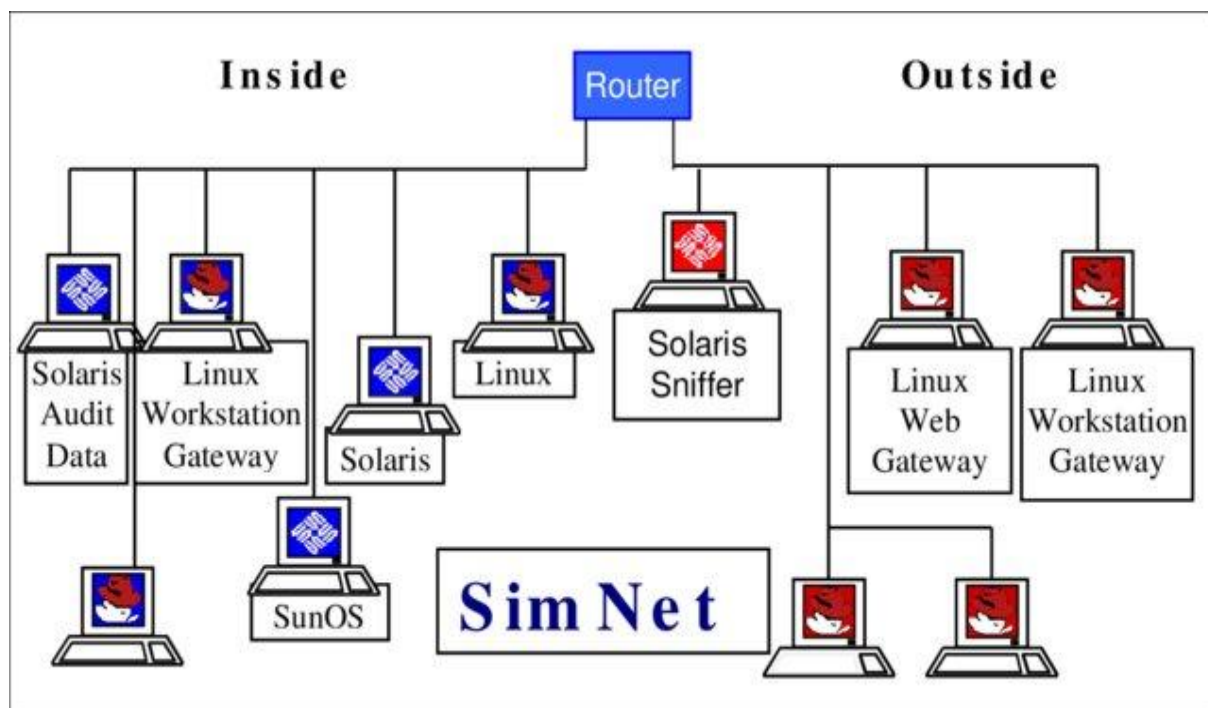 Inside
Router
Outside
Solaris
Audit
Data
Linux
Workstation
Gateway
Solaris
Linux
Solaris
Sniffer
Linux
Web
Gateway
Linux
Workstation
Gateway
SunOS
SimNet